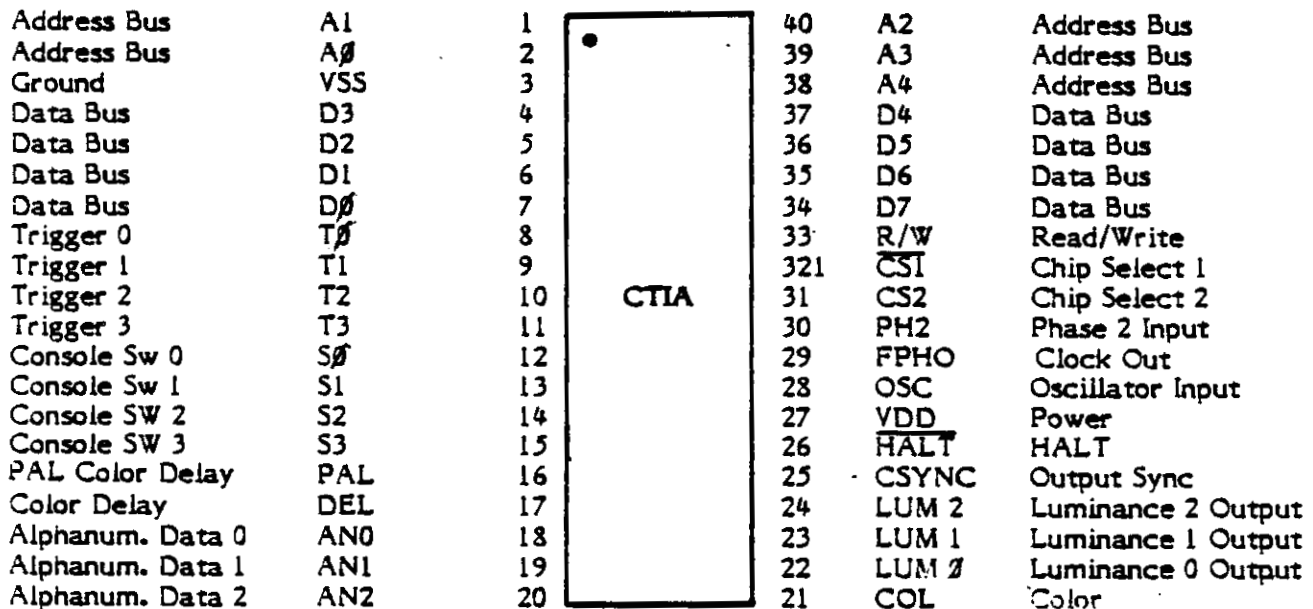 Address Bus A1 1 40 A2 Address Bus
Address Bus AØ 2 39 A3 Address Bus
Ground VSS 3 38 A4 Address Bus
Data Bus D3 4 37 D4 Data Bus
Data Bus D2 5 36 D5 Data Bus
Data Bus D1 6 35 D6 Data Bus
Data Bus DØ 7 34 D7 Data Bus
Trigger 0 TØ 8 33 R/W Read/Write
Trigger 1 T1 9 321 CS1 Chip Select 1
Trigger 2 T2 10 CTIA 31 CS2 Chip Select 2
Trigger 3 T3 11 30 PH2 Phase 2 Input
Console Sw 0 SØ 12 29 FPHO Clock Out
Console Sw 1 S1 13 28 OSC Oscillator Input
Console SW 2 S2 14 27 VDD Power
Console SW 3 S3 15 26 HALT HALT
PAL Color Delay PAL 16 25 CSYNC Output Sync
Color Delay DEL 17 24 LUM 2 Luminance 2 Output
Alphanum. Data 0 AN0 18 23 LUM 1 Luminance 1 Output
Alphanum. Data 1 AN1 19 22 LUM Ø Luminance 0 Output
Alphanum. Data 2 AN2 20 21 COL Color